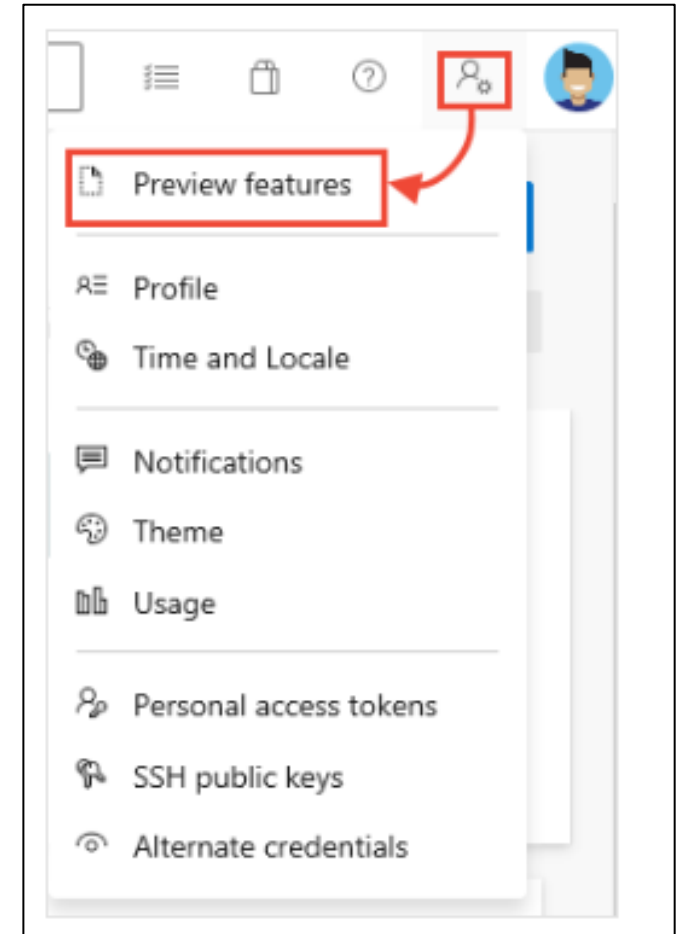 Preview features
Profile
Time and Locale
Notifications
Theme
Usage
Personal access tokens
SSH public keys
Alternate credentials